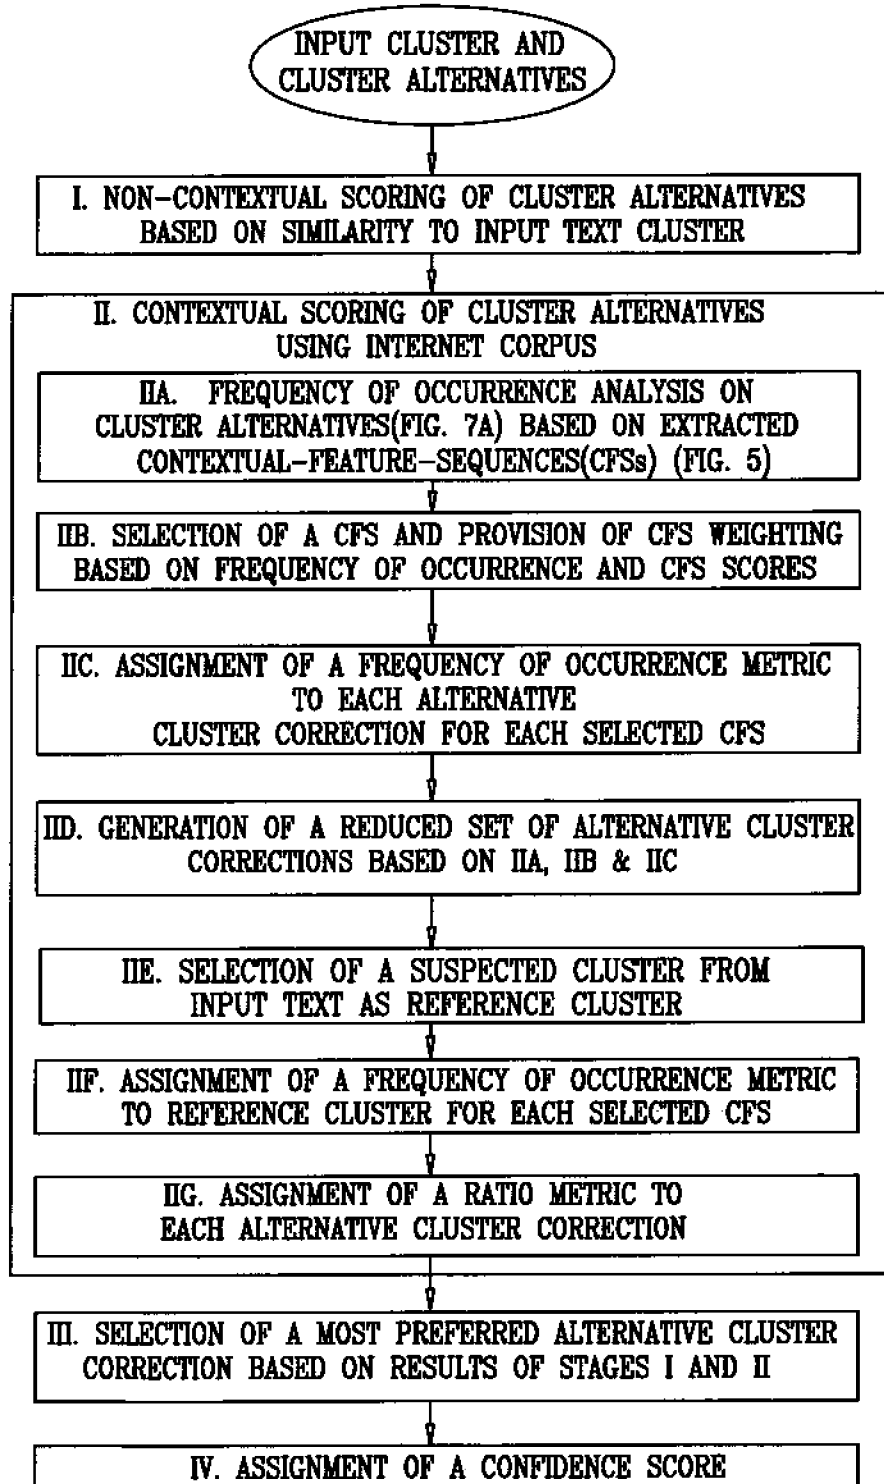 INPUT CLUSTER AND
CLUSTER ALTERNATIVES
I. NON-CONTEXTUAL SCORING OF CLUSTER ALTERNATIVES
BASED ON SIMILARITY TO INPUT TEXT CLUSTER
II. CONTEXTUAL SCORING OF CLUSTER ALTERNATIVES
USING INTERNET CORPUS
IIA. FREQUENCY OF OCCURRENCE ANALYSIS ON
CLUSTER ALTERNATIVES(FIG. 7A) BASED ON EXTRACTED
CONTEXTUAL-FEATURE-SEQUENCES(CFSs) (FIG. 5)
IIB. SELECTION OF A CFS AND PROVISION OF CFS WEIGHTING
BASED ON FREQUENCY OF OCCURRENCE AND CFS SCORES
IIC. ASSIGNMENT OF A FREQUENCY OF OCCURRENCE METRIC
TO EACH ALTERNATIVE
CLUSTER CORRECTION FOR EACH SELECTED CFS
IID. GENERATION OF A REDUCED SET OF ALTERNATIVE CLUSTER
CORRECTIONS BASED ON IIA, IIB & IIC
IIE. SELECTION OF A SUSPECTED CLUSTER FROM
INPUT TEXT AS REFERENCE CLUSTER
IIF. ASSIGNMENT OF A FREQUENCY OF OCCURRENCE METRIC
TO REFERENCE CLUSTER FOR EACH SELECTED CFS
IIG. ASSIGNMENT OF A RATIO METRIC TO
EACH ALTERNATIVE CLUSTER CORRECTION
III. SELECTION OF A MOST PREFERRED ALTERNATIVE CLUSTER
CORRECTION BASED ON RESULTS OF STAGES I AND II
IV. ASSIGNMENT OF A CONFIDENCE SCORE